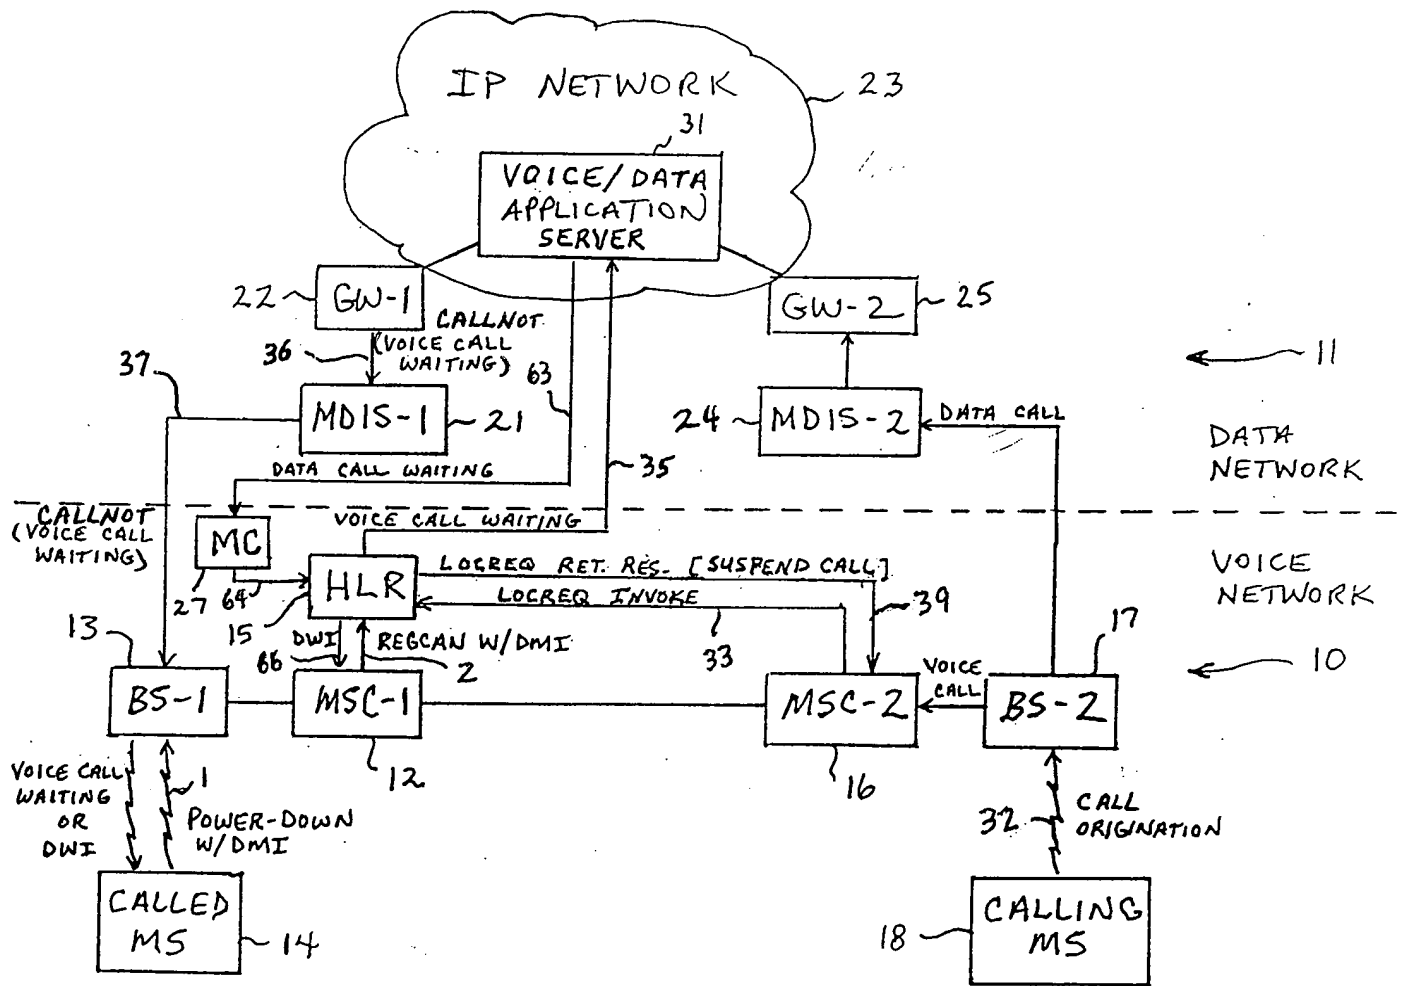 IP NETWORK
23
31
VOICE/DATA
APPLICATION
SERVER
22
GW-1
GW-2
25
CALLNOT
(VOICE CALL
WAITING)
36
11
37
63
MDIS-1
21
24
MDIS-2
DATA CALL
DATA
NETWORK
DATA CALL WAITING
35
CALLNOT
(VOICE CALL
WAITING)
VOICE CALL WAITING
MC
27
64
HLR
15
LOCREQ RET. RES. [SUSPEND CALL]
LOCREQ INVOKE
39
33
VOICE
NETWORK
13
DWI
66
REGCAN W/DMI
2
17
10
BS-1
MSC-1
MSC-2
VOICE
CALL
BS-2
12
16
VOICE CALL
WAITING
OR
DWI
1
POWER-DOWN
W/DMI
32
CALL
ORIGINATION
CALLED
MS
14
18
CALLING
MS